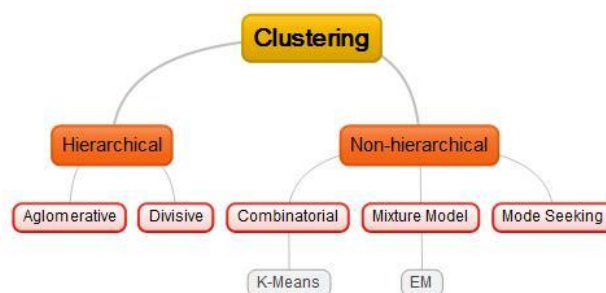 Clustering
Hierarchical
Non-hierarchical
Aglomerative
Divisive
Combinatorial
Mixture Model
Mode Seeking
K-Means
EM